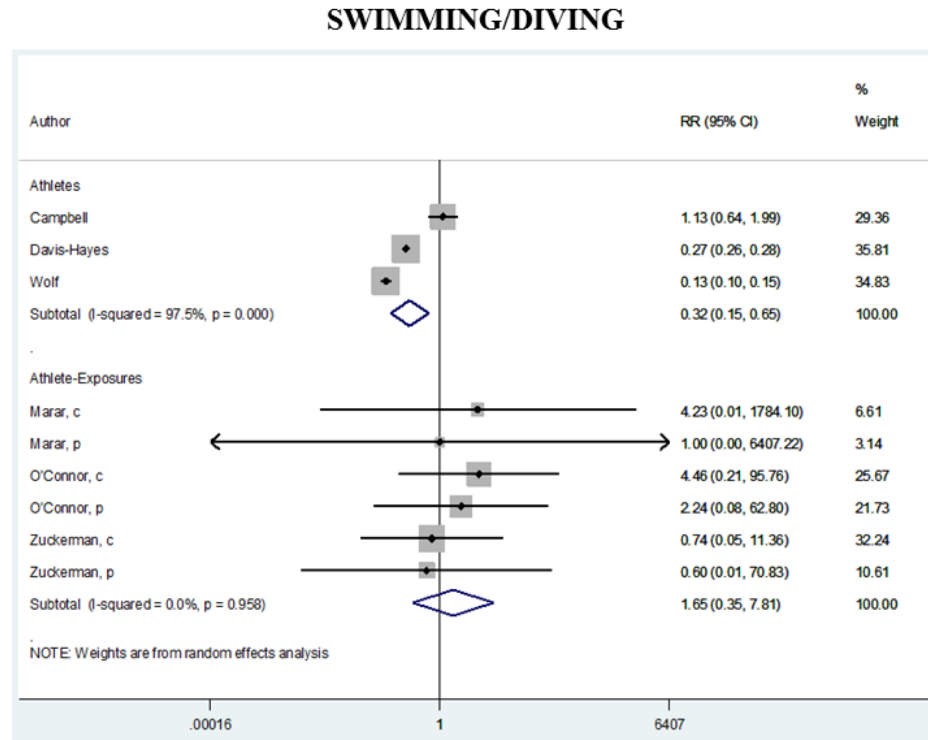 SWIMMING/DIVING
%
Author RR (95% CI) Weight
Athletes
Campbell 1.13 (0.64, 1.99) 29.36
Davis-Hayes 0.27 (0.26, 0.28) 35.81
Wolf 0.13 (0.10, 0.15) 34.83
Subtotal (I-squared = 97.5%, p = 0.000) 0.32 (0.15, 0.65) 100.00
.
Athlete-Exposures
Marar, c 4.23 (0.01, 1784.10) 6.61
Marar, p 1.00 (0.00, 6407.22) 3.14
O'Connor, c 4.46 (0.21, 95.76) 25.67
O'Connor, p 2.24 (0.08, 62.80) 21.73
Zuckerman, c 0.74 (0.05, 11.36) 32.24
Zuckerman, p 0.60 (0.01, 70.83) 10.61
Subtotal (I-squared = 0.0%, p = 0.958) 1.65 (0.35, 7.81) 100.00
.
NOTE: Weights are from random effects analysis
.00016 1 6407